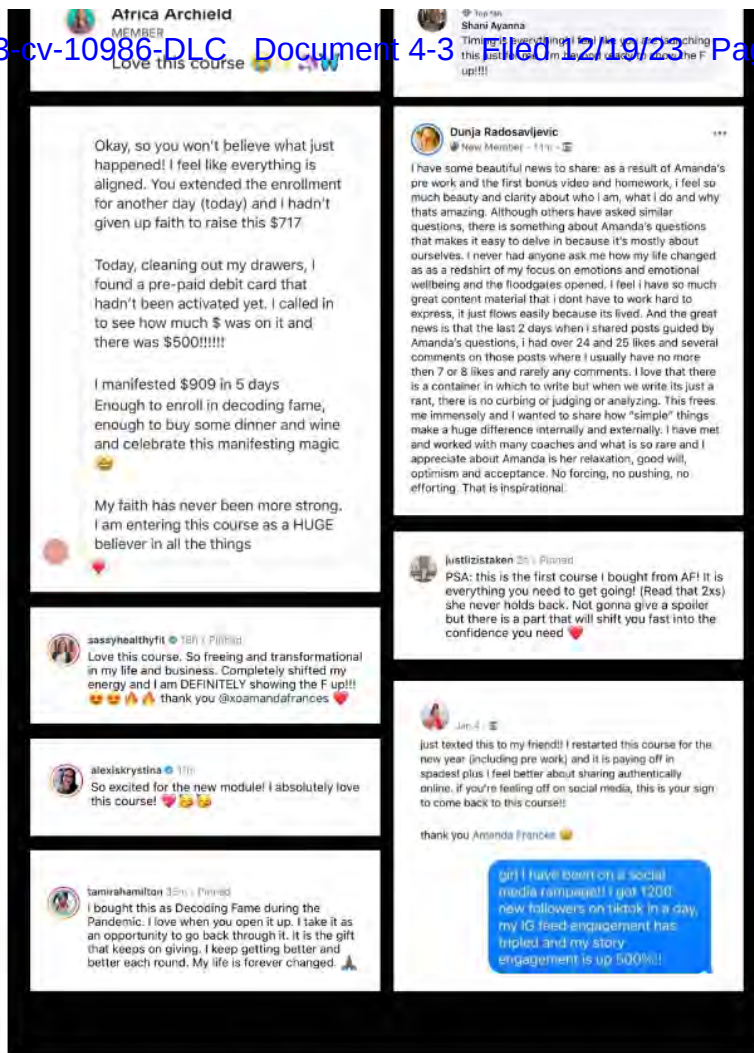 3-cv-10986-DLC Document 4-3 Filed 12/19/23 Pag
Africa Archield
MEMBER
Love this course
Okay, so you won't believe what just
happened! I feel like everything is
aligned. You extended the enrollment
for another day (today) and I hadn't
given up faith to raise this $717
Today, cleaning out my drawers, I
found a pre-paid debit card that
hadn't been activated yet. I called in
to see how much $ was on it and
there was $500!!!!!!
I manifested $909 in 5 days
Enough to enroll in decoding fame,
enough to buy some dinner and wine
and celebrate this manifesting magic
🤩
My faith has never been more strong.
I am entering this course as a HUGE
believer in all the things
❣️
sassyhealthyfit 18h Pinned
Love this course. So freeing and transformational
in my life and business. Completely shifted my
energy and I am DEFINITELY showing the F up!!!
😍😍🔥🔥 thank you @xoamandafrances ❤️
alexiskrystina
So excited for the new module! I absolutely love
this course! 💖😘😘
tamirahamilton 35m Pinned
I bought this as Decoding Fame during the
Pandemic. I love when you open it up. I take it as
an opportunity to go back through it. It is the gift
that keeps on giving. I keep getting better and
better each round. My life is forever changed. 🙏🏾
Top fan
Shani Ayanna
Timing is everything! I feel like you are launching
this just for me. I'm beyond ready to show the F
up!!!!
Dunja Radosavljevic
New Member
I have some beautiful news to share: as a result of Amanda's
pre work and the first bonus video and homework, i feel so
much beauty and clarity about who i am, what i do and why
thats amazing. Although others have asked similar
questions, there is something about Amanda's questions
that makes it easy to delve in because it's mostly about
ourselves. I never had anyone ask me how my life changed
as as a redshirt of my focus on emotions and emotional
wellbeing and the floodgates opened. I feel i have so much
great content material that i dont have to work hard to
express, it just flows easily because its lived. And the great
news is that the last 2 days when i shared posts guided by
Amanda's questions, i had over 24 and 25 likes and several
comments on those posts where I usually have no more
then 7 or 8 likes and rarely any comments. I love that there
is a container in which to write but when we write its just a
rant, there is no curbing or judging or analyzing. This frees
me immensely and I wanted to share how "simple" things
make a huge difference internally and externally. I have met
and worked with many coaches and what is so rare and I
appreciate about Amanda is her relaxation, good will,
optimism and acceptance. No forcing, no pushing, no
efforting. That is inspirational.
justlizistaken Pinned
PSA: this is the first course I bought from AF! It is
everything you need to get going! (Read that 2xs)
she never holds back. Not gonna give a spoiler
but there is a part that will shift you fast into the
confidence you need ❤️
Jan 4
just texted this to my friend!! I restarted this course for the
new year (including pre work) and it is paying off in
spades! plus i feel better about sharing authentically
online. if you're feeling off on social media, this is your sign
to come back to this course!!
thank you Amanda Frances
girl I have been on a social
media rampage!! I got 1200
new followers on tiktok in a day,
my IG feed engagement has
tripled and my story
engagement is up 500%!!